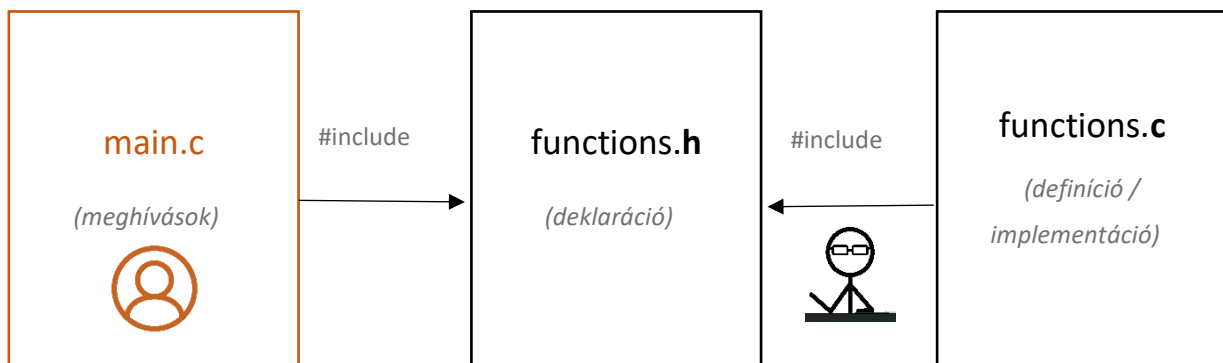 main.c
(meghívások)
#include
functions.h
(deklaráció)
#include
functions.c
(definíció /
implementáció)